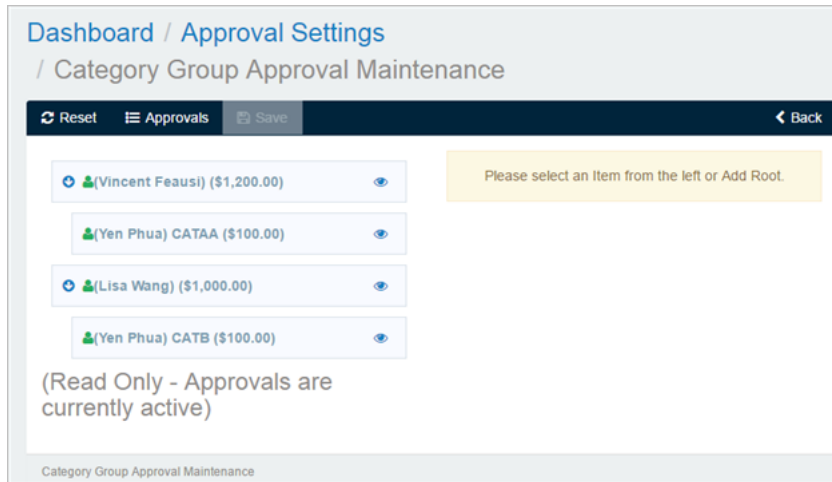 Dashboard / Approval Settings
/ Category Group Approval Maintenance
Reset Approvals Save Back
(Vincent Feausi) ($1,200.00)
Please select an Item from the left or Add Root.
(Yen Phua) CATAA ($100.00)
(Lisa Wang) ($1,000.00)
(Yen Phua) CATB ($100.00)
(Read Only - Approvals are
currently active)
Category Group Approval Maintenance